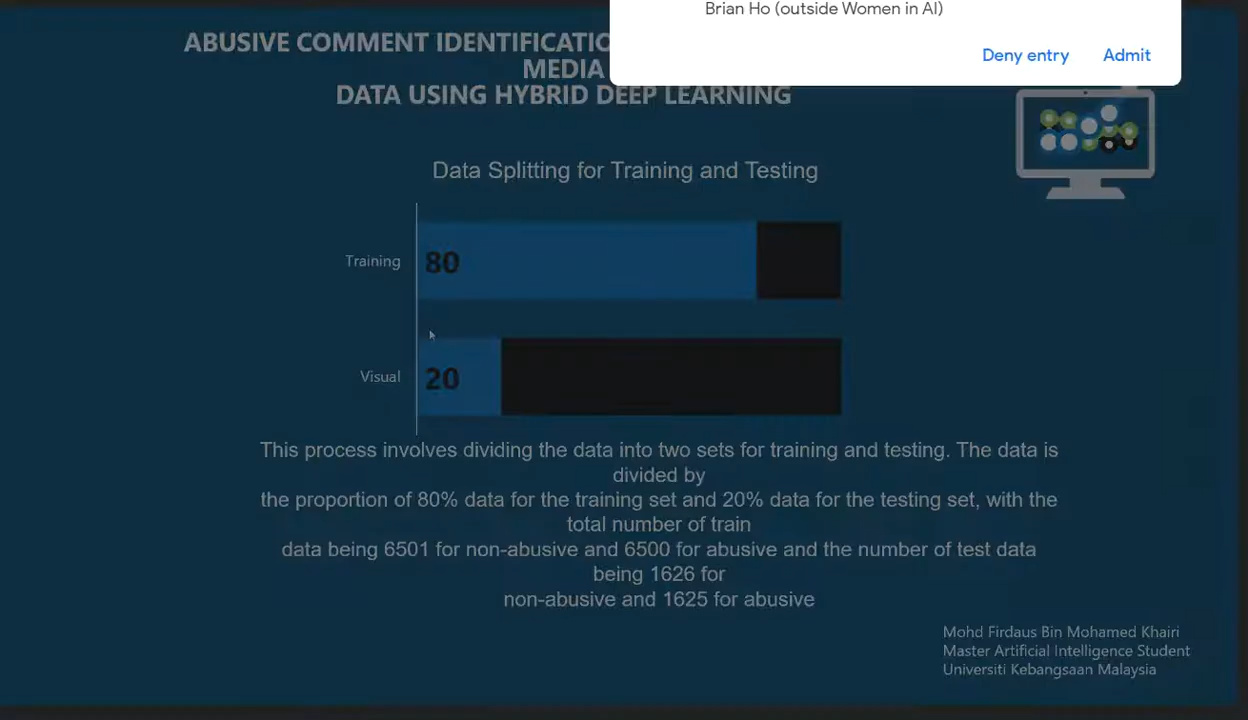 Brian Ho (outside Women in AI)
Deny entry Admit
ABUSIVE COMMENT IDENTIFICATIO
MEDIA
DATA USING HYBRID DEEP LEARNING
Data Splitting for Training and Testing
Training 80
Visual 20
This process involves dividing the data into two sets for training and testing. The data is
divided by
the proportion of 80% data for the training set and 20% data for the testing set, with the
total number of train
data being 6501 for non-abusive and 6500 for abusive and the number of test data
being 1626 for
non-abusive and 1625 for abusive
Mohd Firdaus Bin Mohamed Khairi
Master Artificial Intelligence Student
Universiti Kebangsaan Malaysia